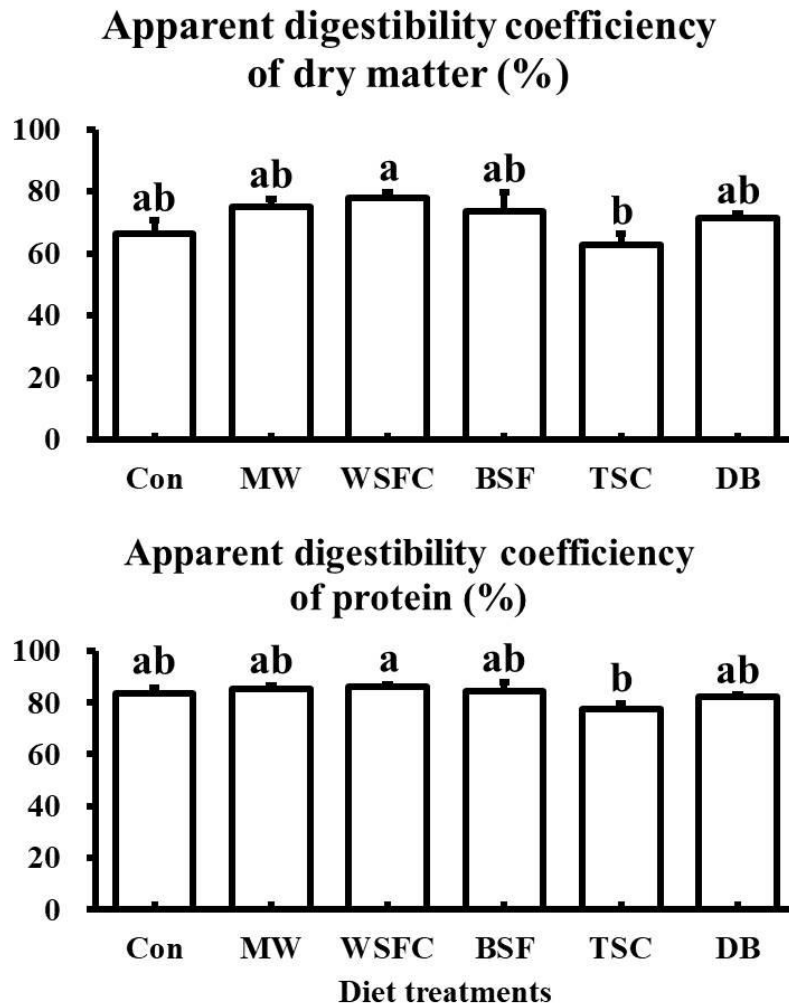 Apparent digestibility coefficiency
of dry matter (%)
100
80
60
40
20
0
ab
ab
a
ab
b
ab
Con MW WSFC BSF TSC DB
Apparent digestibility coefficiency
of protein (%)
100
80
60
40
20
0
ab
ab
a
ab
b
ab
Con MW WSFC BSF TSC DB
Diet treatments